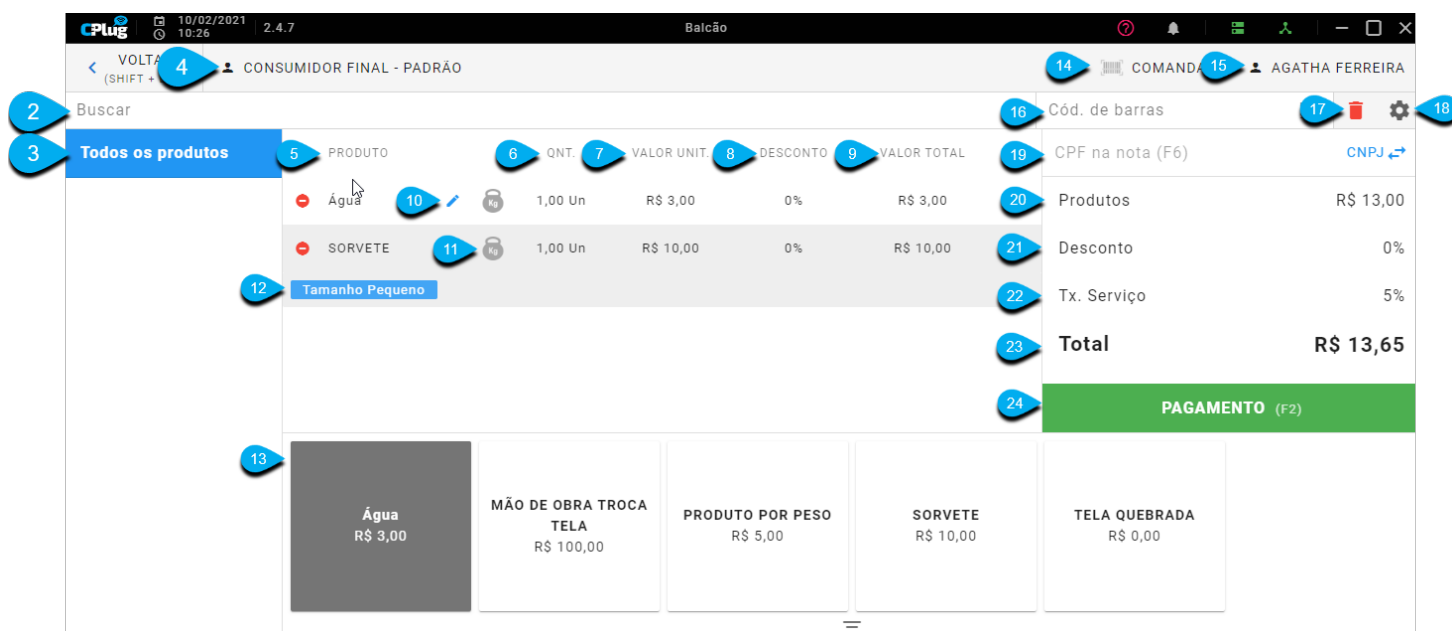 CPlug 10/02/2021 10:26 2.4.7 Balcão
VOLTA
(SHIFT +
4 CONSUMIDOR FINAL - PADRÃO 14 COMANDA 15 AGATHA FERREIRA
2 Buscar 16 Cód. de barras 17 18
3 Todos os produtos 5 PRODUTO 6 QNT. 7 VALOR UNIT. 8 DESCONTO 9 VALOR TOTAL 19 CPF na nota (F6) CNPJ
Água 10 Kg 1,00 Un R$ 3,00 0% R$ 3,00 20 Produtos R$ 13,00
SORVETE 11 Kg 1,00 Un R$ 10,00 0% R$ 10,00 21 Desconto 0%
12 Tamanho Pequeno 22 Tx. Serviço 5%
23 Total R$ 13,65
24 PAGAMENTO (F2)
13
Água
R$ 3,00
MÃO DE OBRA TROCA
TELA
R$ 100,00
PRODUTO POR PESO
R$ 5,00
SORVETE
R$ 10,00
TELA QUEBRADA
R$ 0,00